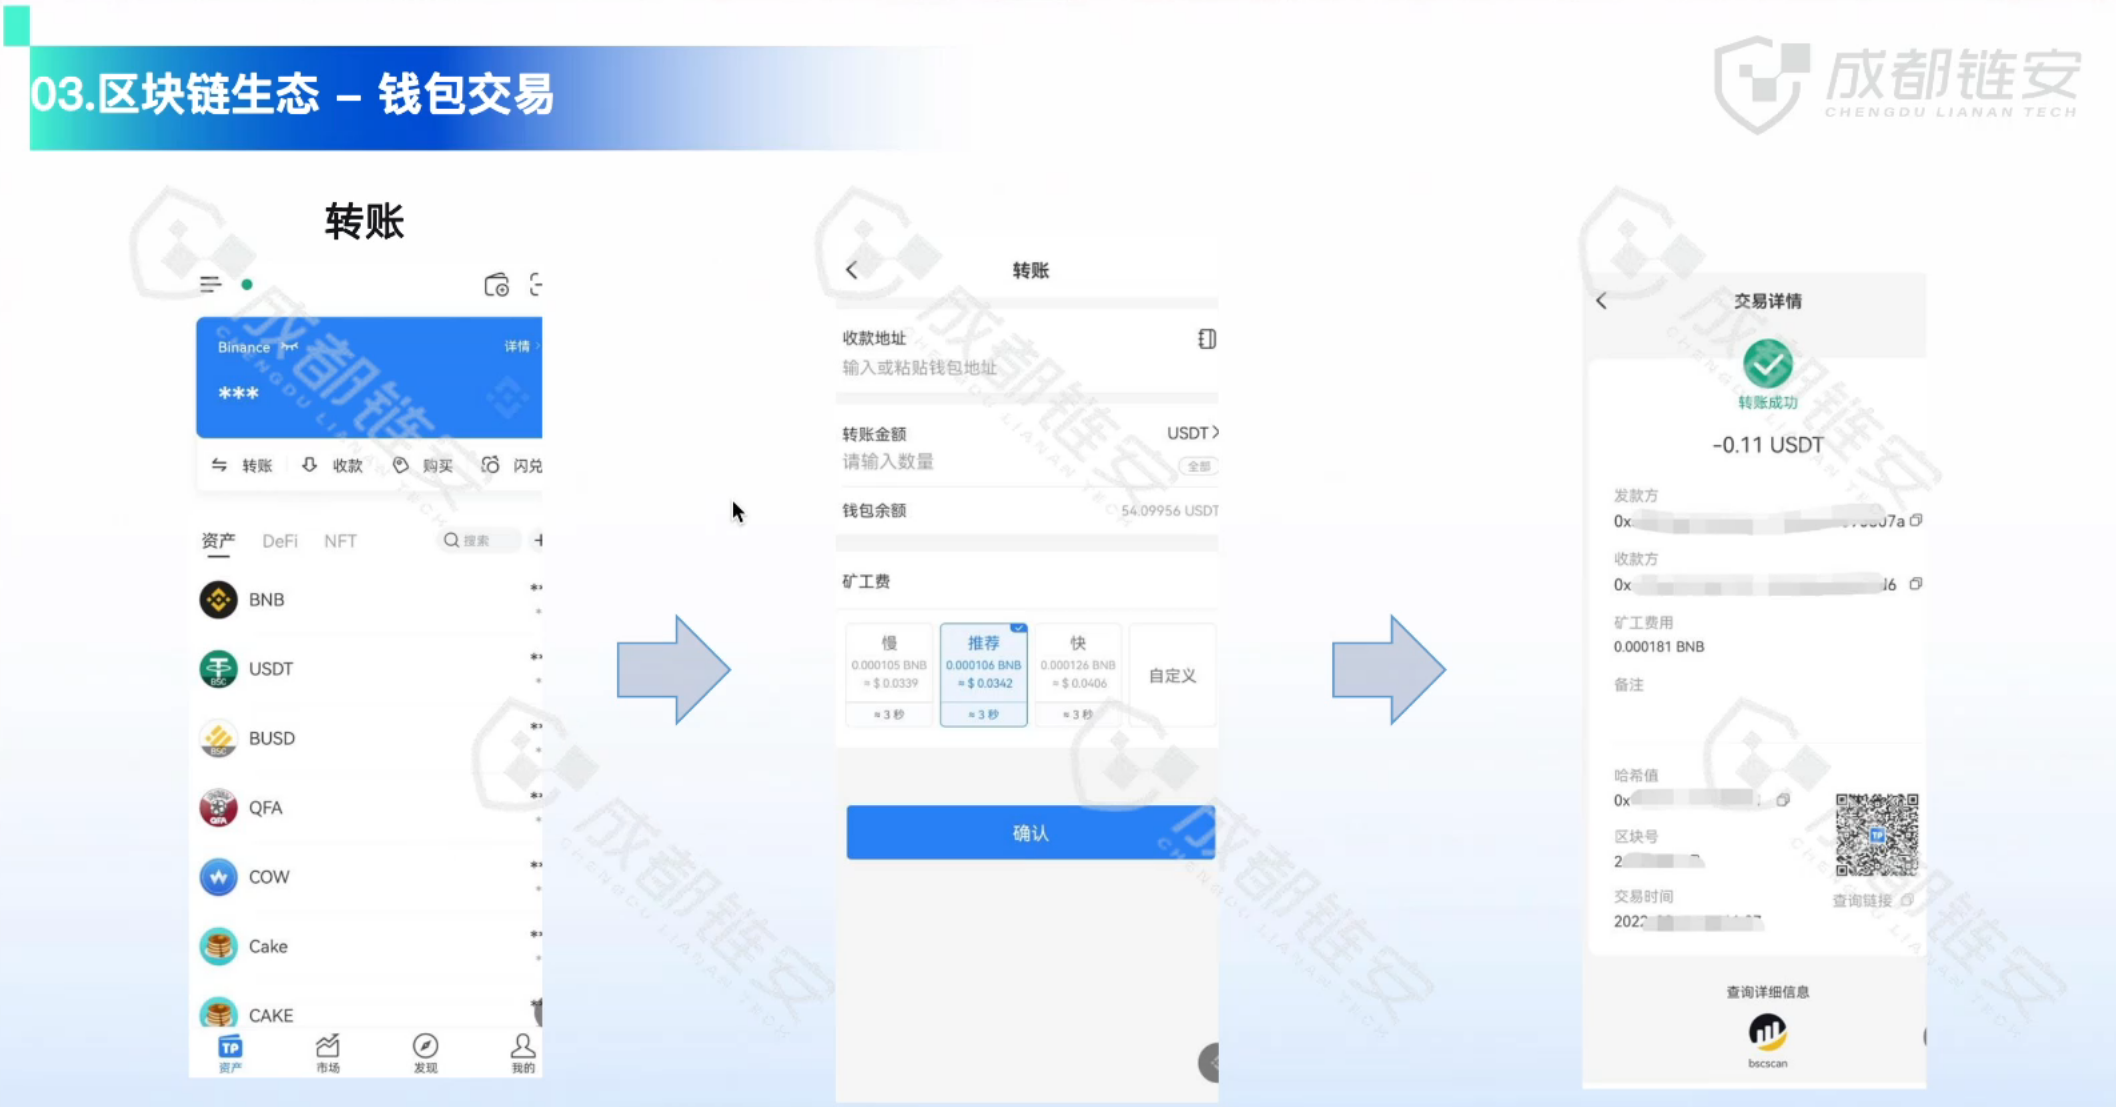 03.区块链生态 – 钱包交易
成都链安
CHENGDU LIANAN TECH
转账
Binance
详情
***
转账
收款
购买
闪兑
资产
DeFi
NFT
搜索
BNB
USDT
BUSD
QFA
COW
Cake
CAKE
资产
市场
发现
我的
转账
收款地址
输入或粘贴钱包地址
转账金额
USDT
请输入数量
全部
钱包余额
54.09956 USDT
矿工费
慢
0.000105 BNB
≈ $ 0.0339
≈ 3 秒
推荐
0.000106 BNB
≈ $ 0.0342
≈ 3 秒
快
0.000126 BNB
≈ $ 0.0406
≈ 3 秒
自定义
确认
交易详情
转账成功
-0.11 USDT
发款方
0x
07a
收款方
0x
矿工费用
0.000181 BNB
备注
哈希值
0x
区块号
2
交易时间
2022
查询链接
查询详细信息
bscscan